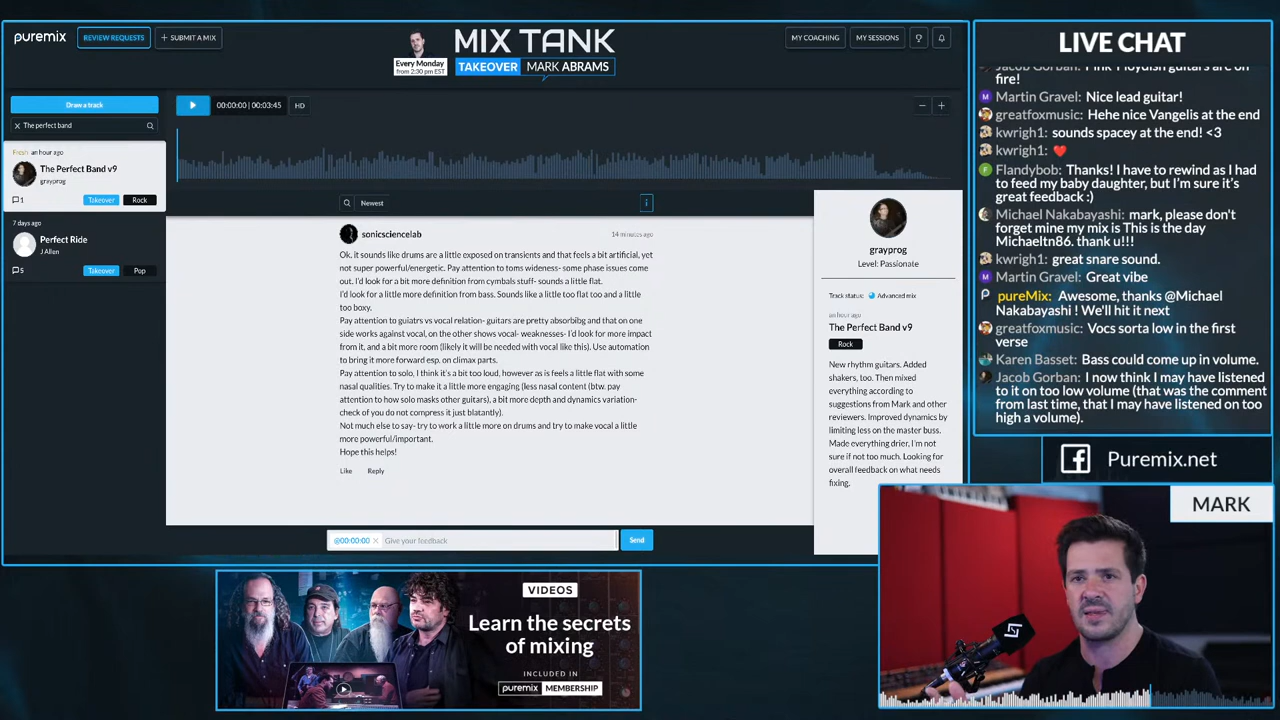 puremix
REVIEW REQUESTS
+ SUBMIT A MIX
Every Monday
from 2:30 pm EST
MIX TANK
TAKEOVER MARK ABRAMS
MY COACHING
MY SESSIONS
Draw a track
× The perfect band
00:00:00 | 00:03:45
HD
Fresh an hour ago
The Perfect Band v9
grayprog
1
Takeover
Rock
7 days ago
Perfect Ride
J Allen
5
Takeover
Pop
Newest
i
sonicsciencelab
14 minutes ago
Ok. it sounds like drums are a little exposed on transients and that feels a bit artificial, yet
not super powerful/energetic. Pay attention to toms wideness- some phase issues come
out. I'd look for a bit more definition from cymbals stuff- sounds a little flat.
I'd look for a little more definition from bass. Sounds like a little too flat too and a little
too boxy.
Pay attention to guiatrs vs vocal relation- guitars are pretty absorbibg and that on one
side works against vocal, on the other shows vocal- weaknesses- I'd look for more impact
from it, and a bit more room (likely it will be needed with vocal like this). Use automation
to bring it more forward esp. on climax parts.
Pay attention to solo, I think it's a bit too loud, however as is feels a little flat with some
nasal qualities. Try to make it a little more engaging (less nasal content (btw. pay
attention to how solo masks other guitars), a bit more depth and dynamics variation-
check of you do not compress it just blatantly).
Not much else to say- try to work a little more on drums and try to make vocal a little
more powerful/important.
Hope this helps!
Like
Reply
@00:00:00 ×
Give your feedback
Send
grayprog
Level: Passionate
Track status: Advanced mix
an hour ago
The Perfect Band v9
Rock
New rhythm guitars. Added
shakers, too. Then mixed
everything according to
suggestions from Mark and other
reviewers. Improved dynamics by
limiting less on the master buss.
Made everything drier, I'm not
sure if not too much. Looking for
overall feedback on what needs
fixing.
LIVE CHAT
Jacob Gorban: Pink Floydish guitars are on
fire!
Martin Gravel: Nice lead guitar!
greatfoxmusic: Hehe nice Vangelis at the end
kwrigh1: sounds spacey at the end! <3
kwrigh1: ❤️
Flandybob: Thanks! I have to rewind as I had
to feed my baby daughter, but I'm sure it's
great feedback :)
Michael Nakabayashi: mark, please don't
forget mine my mix is This is the day
Michaeltn86. thank u!!!
kwrigh1: great snare sound.
Martin Gravel: Great vibe
pureMix: Awesome, thanks @Michael
Nakabayashi ! We'll hit it next
greatfoxmusic: Vocs sorta low in the first
verse
Karen Basset: Bass could come up in volume.
Jacob Gorban: I now think I may have listened
to it on too low volume (that was the comment
from last time, that I may have listened on too
high a volume).
Puremix.net
MARK
VIDEOS
Learn the secrets
of mixing
INCLUDED IN
puremix MEMBERSHIP